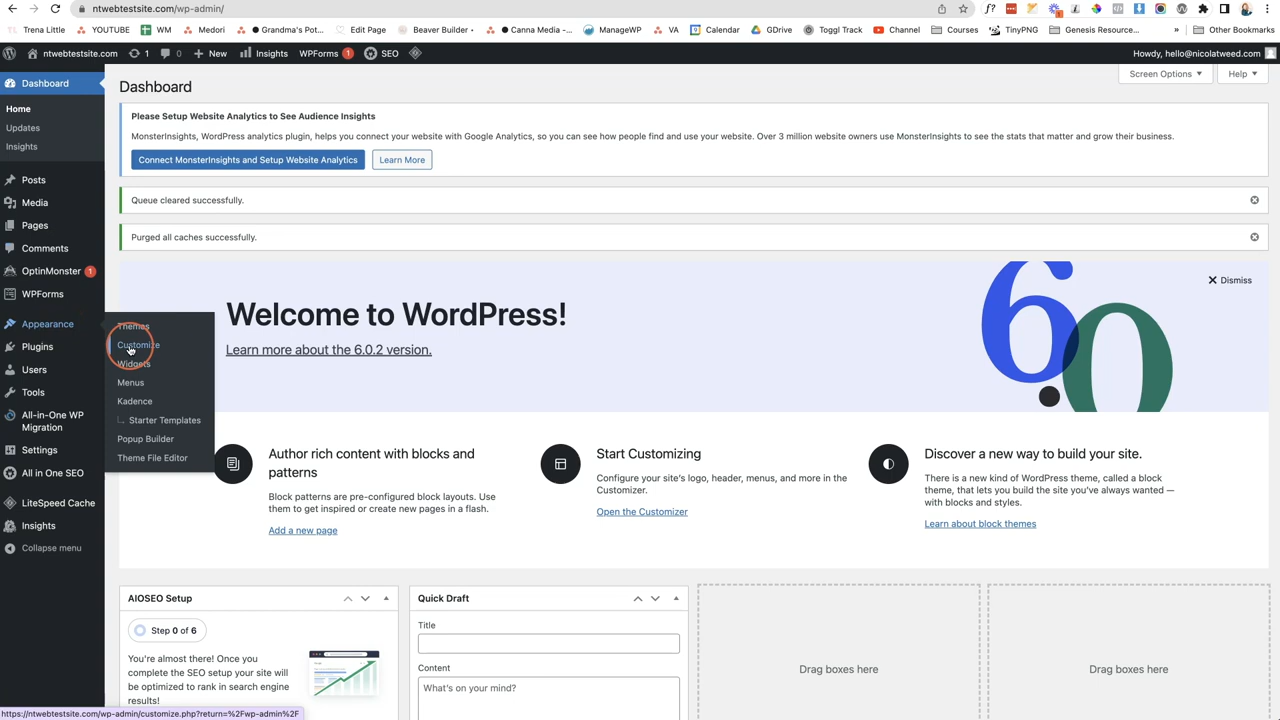 ntwebtestsite.com/wp-admin/
Trena Little
YOUTUBE
WM
Medori
Grandma's Pot...
Edit Page
Beaver Builder
Canna Media -...
ManageWP
VA
Calendar
GDrive
Toggl Track
Channel
Courses
TinyPNG
Genesis Resource...
»
Other Bookmarks
ntwebtestsite.com
1
0
New
Insights
WPForms 1
SEO
Howdy, hello@nicolatweed.com
Dashboard
Home
Updates
Insights
Posts
Media
Pages
Comments
OptinMonster 1
WPForms
Appearance
Plugins
Users
Tools
All-in-One WP
Migration
Settings
All in One SEO
LiteSpeed Cache
Insights
Collapse menu
Themes
Customize
Widgets
Menus
Kadence
Starter Templates
Popup Builder
Theme File Editor
Dashboard
Screen Options
Help
Please Setup Website Analytics to See Audience Insights
MonsterInsights, WordPress analytics plugin, helps you connect your website with Google Analytics, so you can see how people find and use your website. Over 3 million website owners use MonsterInsights to see the stats that matter and grow their business.
Connect MonsterInsights and Setup Website Analytics
Learn More
Queue cleared successfully.
Purged all caches successfully.
Welcome to WordPress!
Learn more about the 6.0.2 version.
6.0
Dismiss
Author rich content with blocks and
patterns
Block patterns are pre-configured block layouts. Use
them to get inspired or create new pages in a flash.
Add a new page
Start Customizing
Configure your site's logo, header, menus, and more in the
Customizer.
Open the Customizer
Discover a new way to build your site.
There is a new kind of WordPress theme, called a block
theme, that lets you build the site you've always wanted —
with blocks and styles.
Learn about block themes
AIOSEO Setup
Step 0 of 6
You're almost there! Once you
complete the SEO setup your site will
be optimized to rank in search engine
results!
Quick Draft
Title
Content
What's on your mind?
Drag boxes here
Drag boxes here
https://ntwebtestsite.com/wp-admin/customize.php?return=%2Fwp-admin%2F